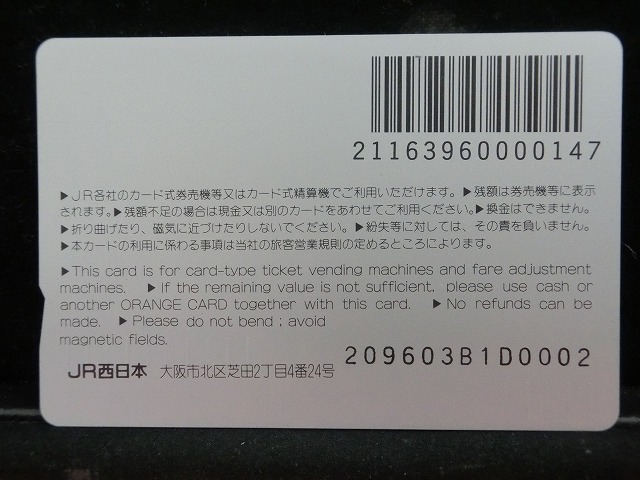 21163960000147
▶JR各社のカード式券売機等又はカード式精算機でご利用いただけます。▶残額は券売機等に表示
されます。▶残額不足の場合は現金又は別のカードをあわせてご利用ください。▶換金はできません。
▶折り曲げたり、磁気に近づけたりしないでください。▶紛失等に対しては、その責を負いません。
▶本カードの利用に係わる事項は当社の旅客営業規則の定めるところによります。
▶This card is for card-type ticket vending machines and fare adjustment
machines. ▶If the remaining value is not sufficient, please use cash or
another ORANGE CARD together with this card. ▶No refunds can be
made. ▶Please do not bend; avoid
magnetic fields.
209603B1D0002
JR西日本 大阪市北区芝田2丁目4番24号